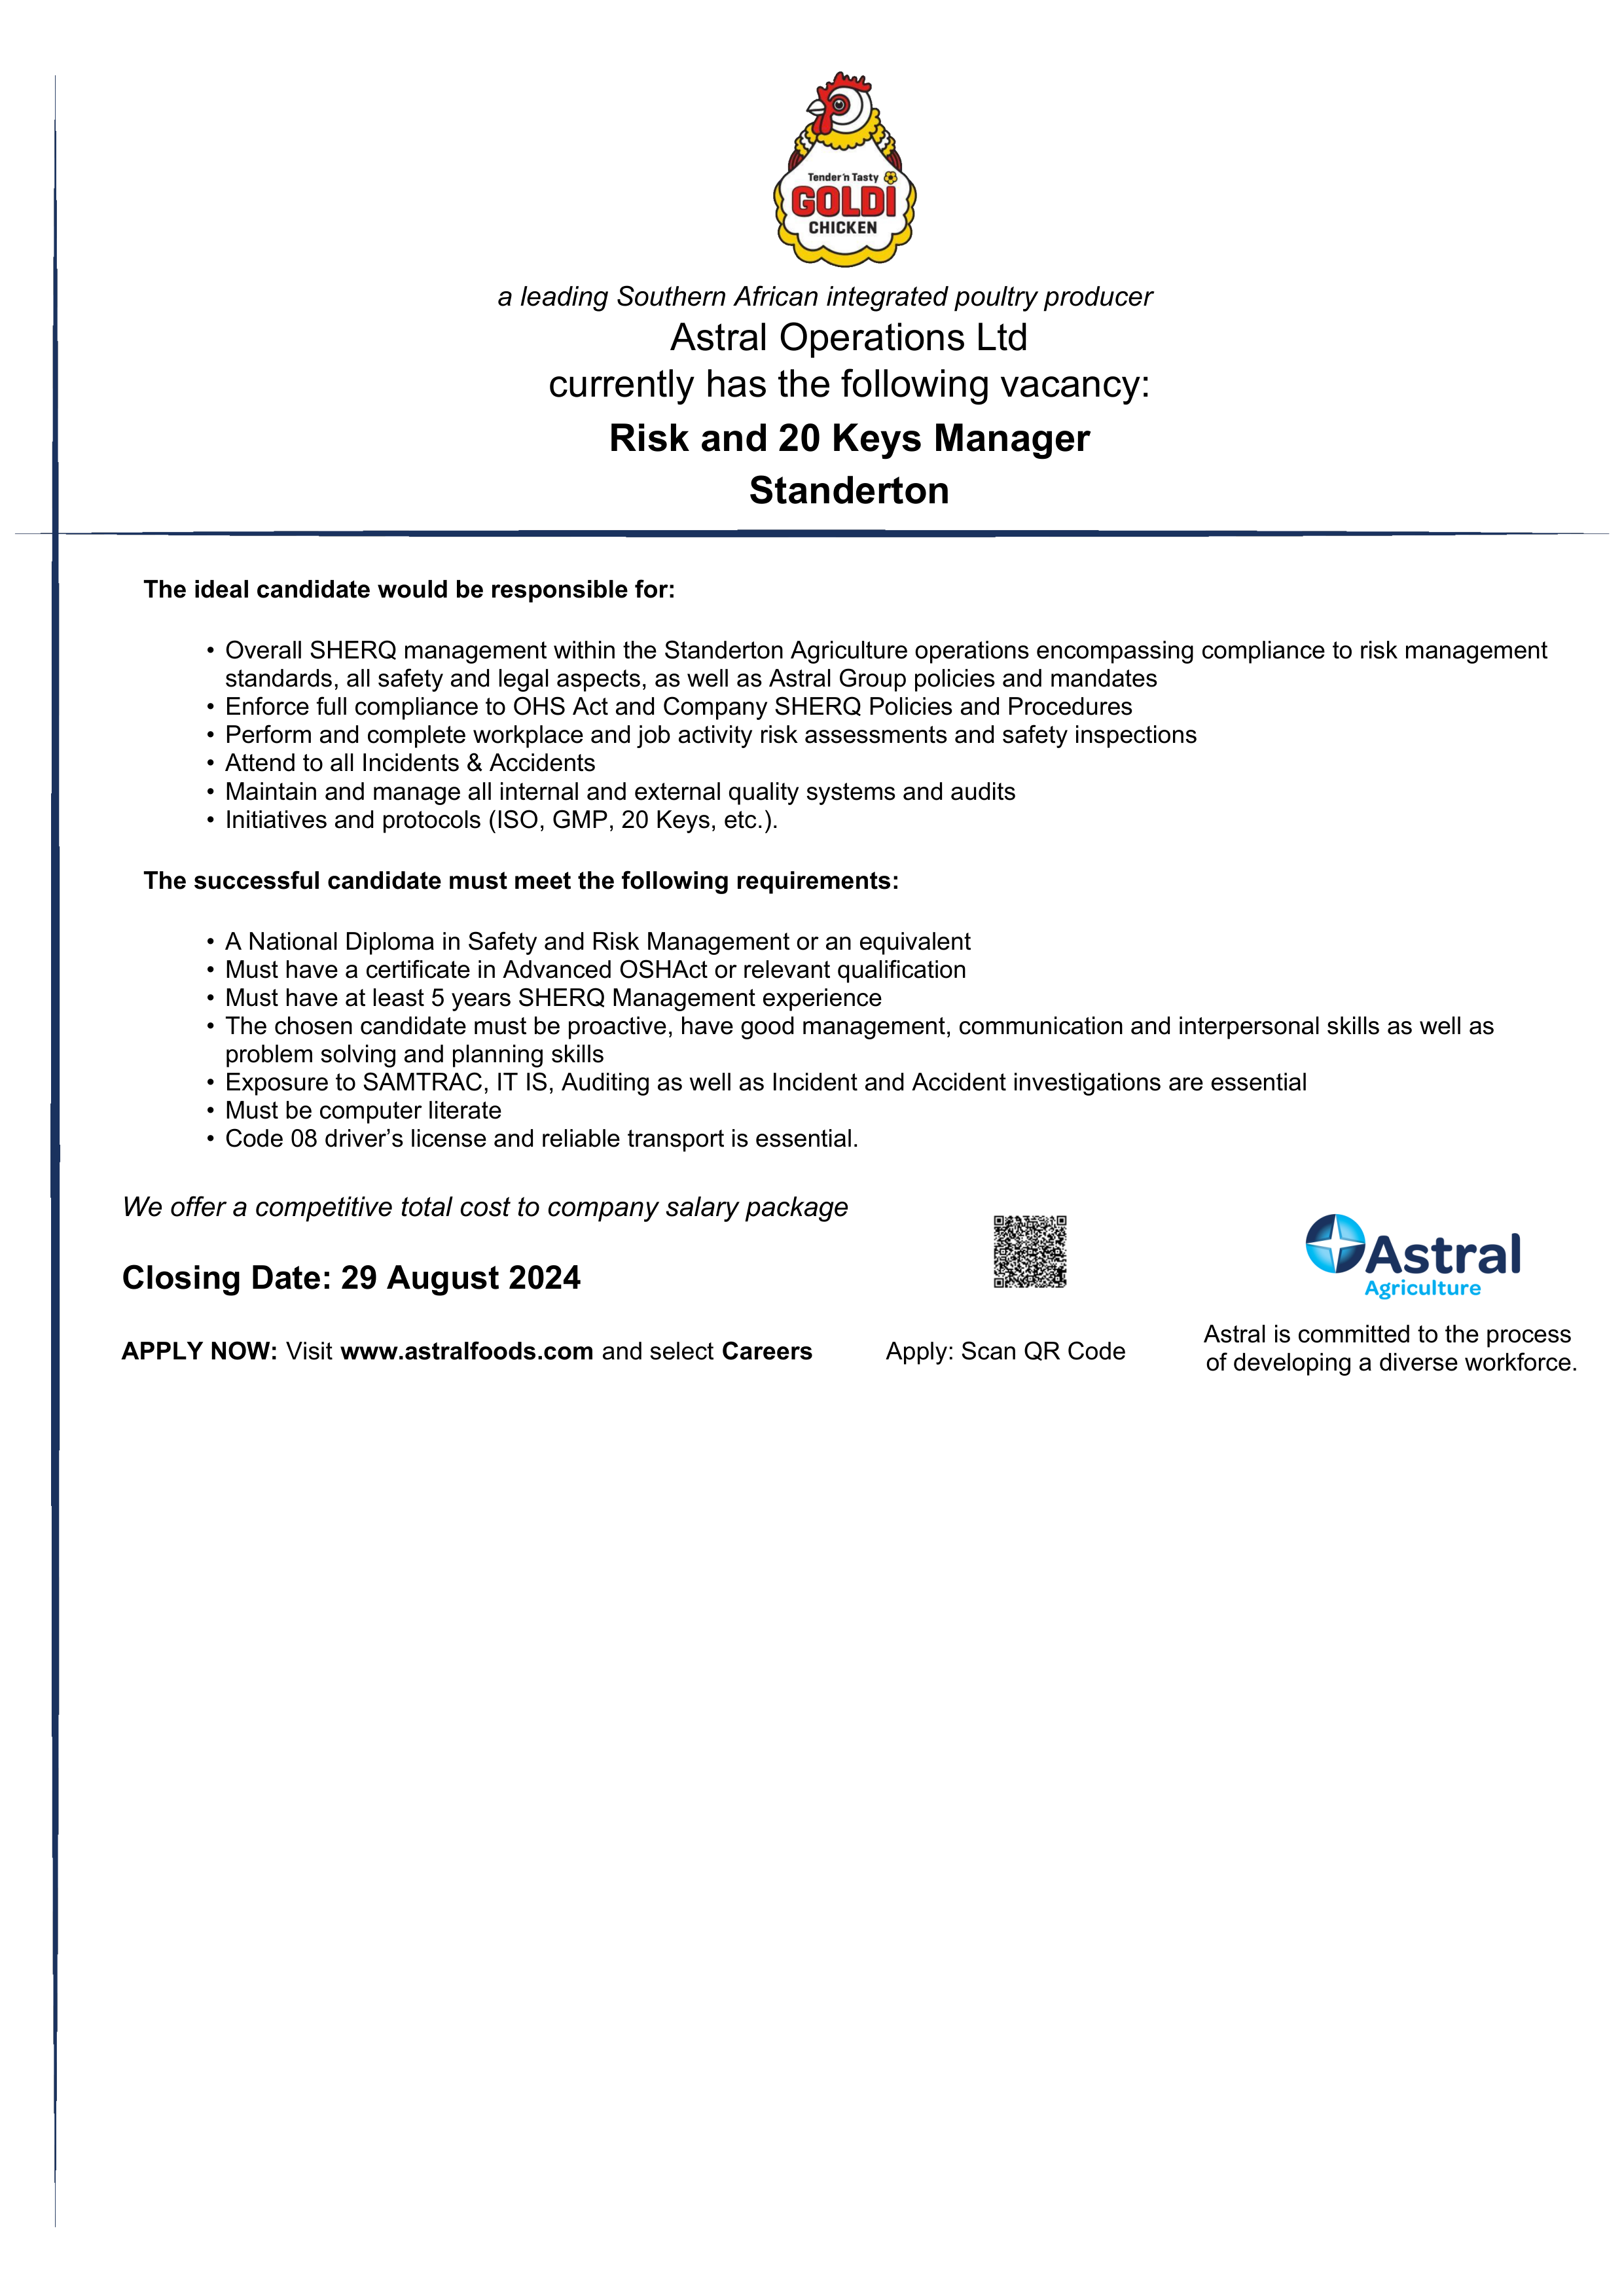 Tender'n Tasty
GOLDI
CHICKEN
a leading Southern African integrated poultry producer
Astral Operations Ltd
currently has the following vacancy:
Risk and 20 Keys Manager
Standerton
The ideal candidate would be responsible for:
• Overall SHERQ management within the Standerton Agriculture operations encompassing compliance to risk management
standards, all safety and legal aspects, as well as Astral Group policies and mandates
• Enforce full compliance to OHS Act and Company SHERQ Policies and Procedures
• Perform and complete workplace and job activity risk assessments and safety inspections
• Attend to all Incidents & Accidents
• Maintain and manage all internal and external quality systems and audits
• Initiatives and protocols (ISO, GMP, 20 Keys, etc.).
The successful candidate must meet the following requirements:
• A National Diploma in Safety and Risk Management or an equivalent
• Must have a certificate in Advanced OSHAct or relevant qualification
• Must have at least 5 years SHERQ Management experience
• The chosen candidate must be proactive, have good management, communication and interpersonal skills as well as
problem solving and planning skills
• Exposure to SAMTRAC, IT IS, Auditing as well as Incident and Accident investigations are essential
• Must be computer literate
• Code 08 driver’s license and reliable transport is essential.
We offer a competitive total cost to company salary package
Closing Date: 29 August 2024
APPLY NOW: Visit www.astralfoods.com and select Careers
Apply: Scan QR Code
Astral
Agriculture
Astral is committed to the process
of developing a diverse workforce.